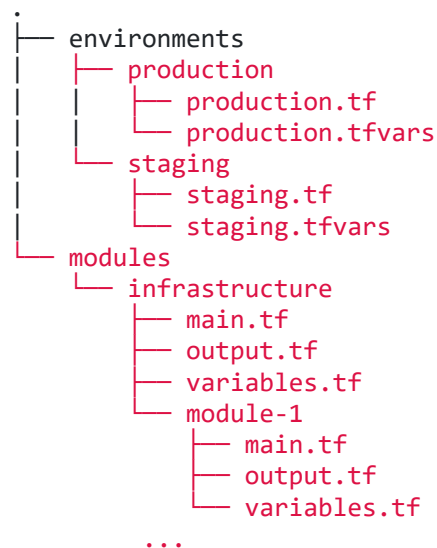 .
├── environments
│   ├── production
│   │   ├── production.tf
│   │   └── production.tfvars
│   └── staging
│       ├── staging.tf
│       └── staging.tfvars
└── modules
    └── infrastructure
        ├── main.tf
        ├── output.tf
        ├── variables.tf
        └── module-1
            ├── main.tf
            ├── output.tf
            └── variables.tf
         ...